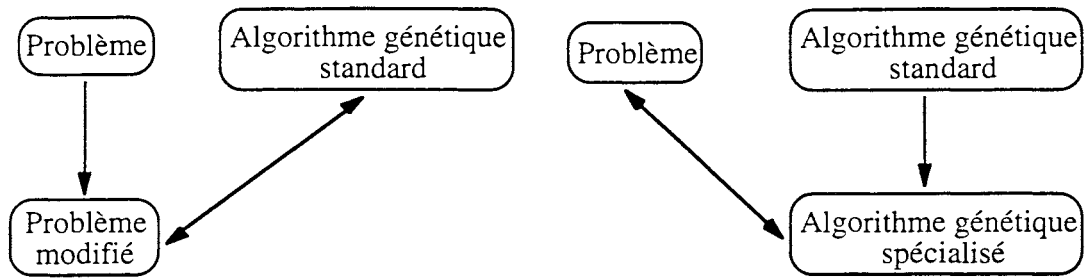 Problème
Algorithme génétique
standard
Problème
modifié
Problème
Algorithme génétique
standard
Algorithme génétique
spécialisé